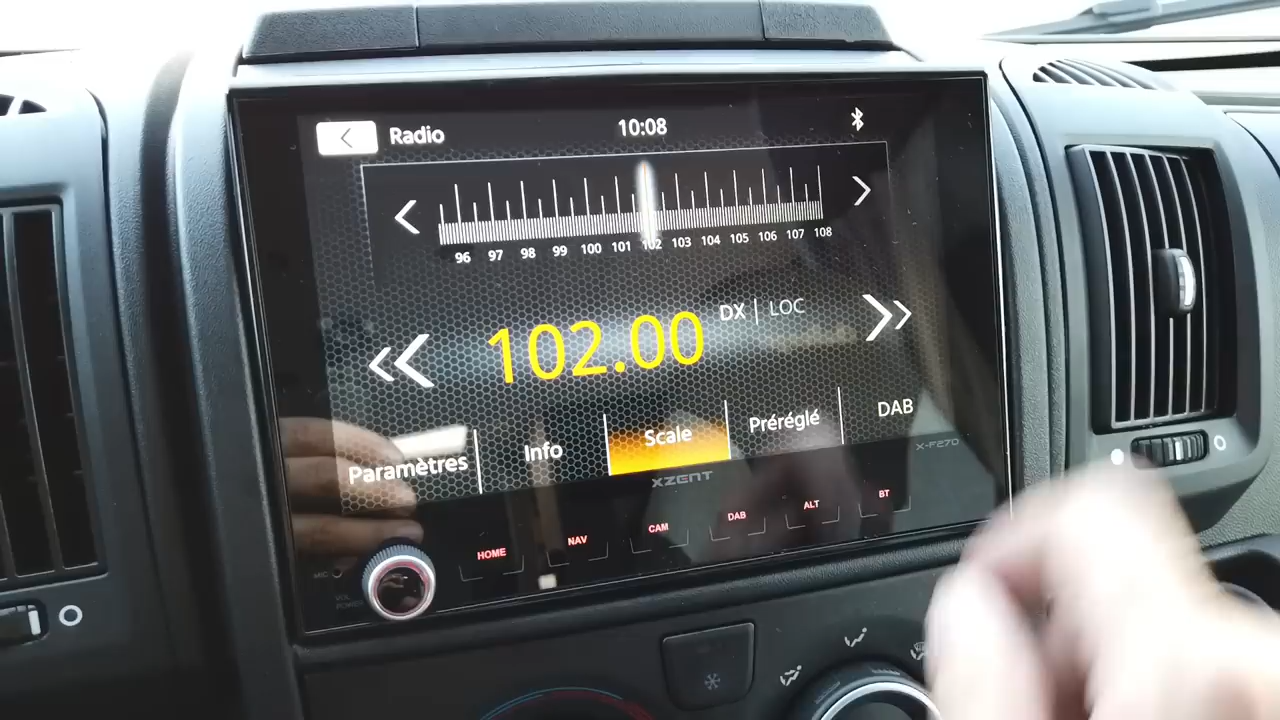 Radio 10:08
96 97 98 99 100 101 102 103 104 105 106 107 108
102.00 DX | LOC
Paramètres Info Scale Préréglé DAB
XZENT X-F270
HOME NAV CAM DAB ALT BT
MIC
VOL
POWER